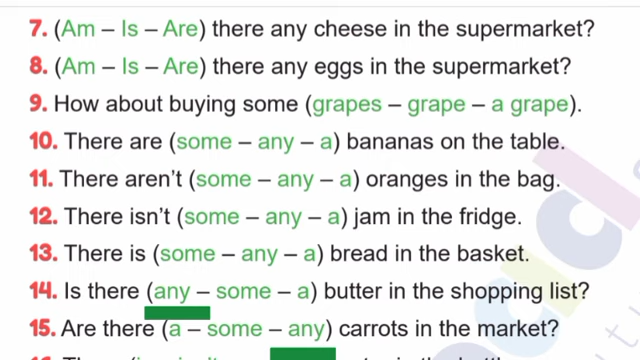 7. (Am – Is – Are) there any cheese in the supermarket?
8. (Am – Is – Are) there any eggs in the supermarket?
9. How about buying some (grapes – grape – a grape).
10. There are (some – any – a) bananas on the table.
11. There aren't (some – any – a) oranges in the bag.
12. There isn't (some – any – a) jam in the fridge.
13. There is (some – any – a) bread in the basket.
14. Is there (any – some – a) butter in the shopping list?
15. Are there (a – some – any) carrots in the market?